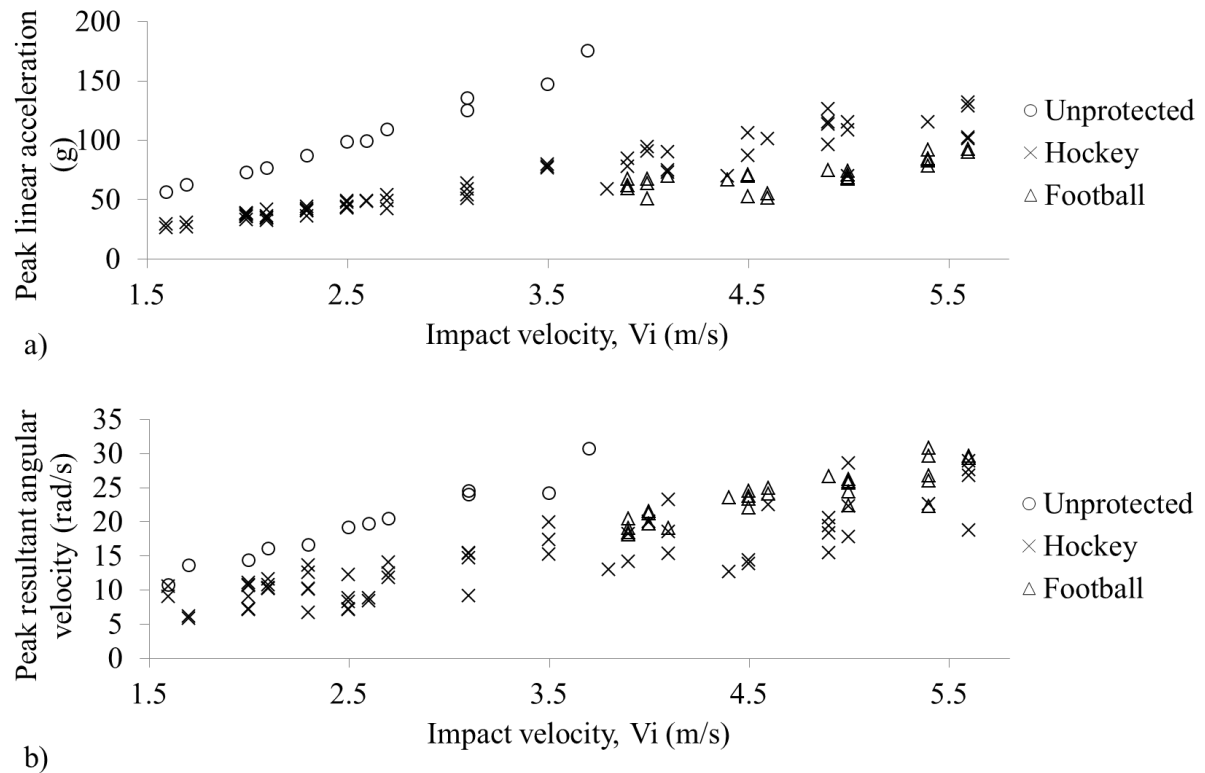 Peak linear acceleration
(g)
200
150
100
50
0
1.5
2.5
3.5
4.5
5.5
Impact velocity, Vi (m/s)
Unprotected
Hockey
Football
a)
Peak resultant angular
velocity (rad/s)
35
30
25
20
15
10
5
0
1.5
2.5
3.5
4.5
5.5
Impact velocity, Vi (m/s)
Unprotected
Hockey
Football
b)